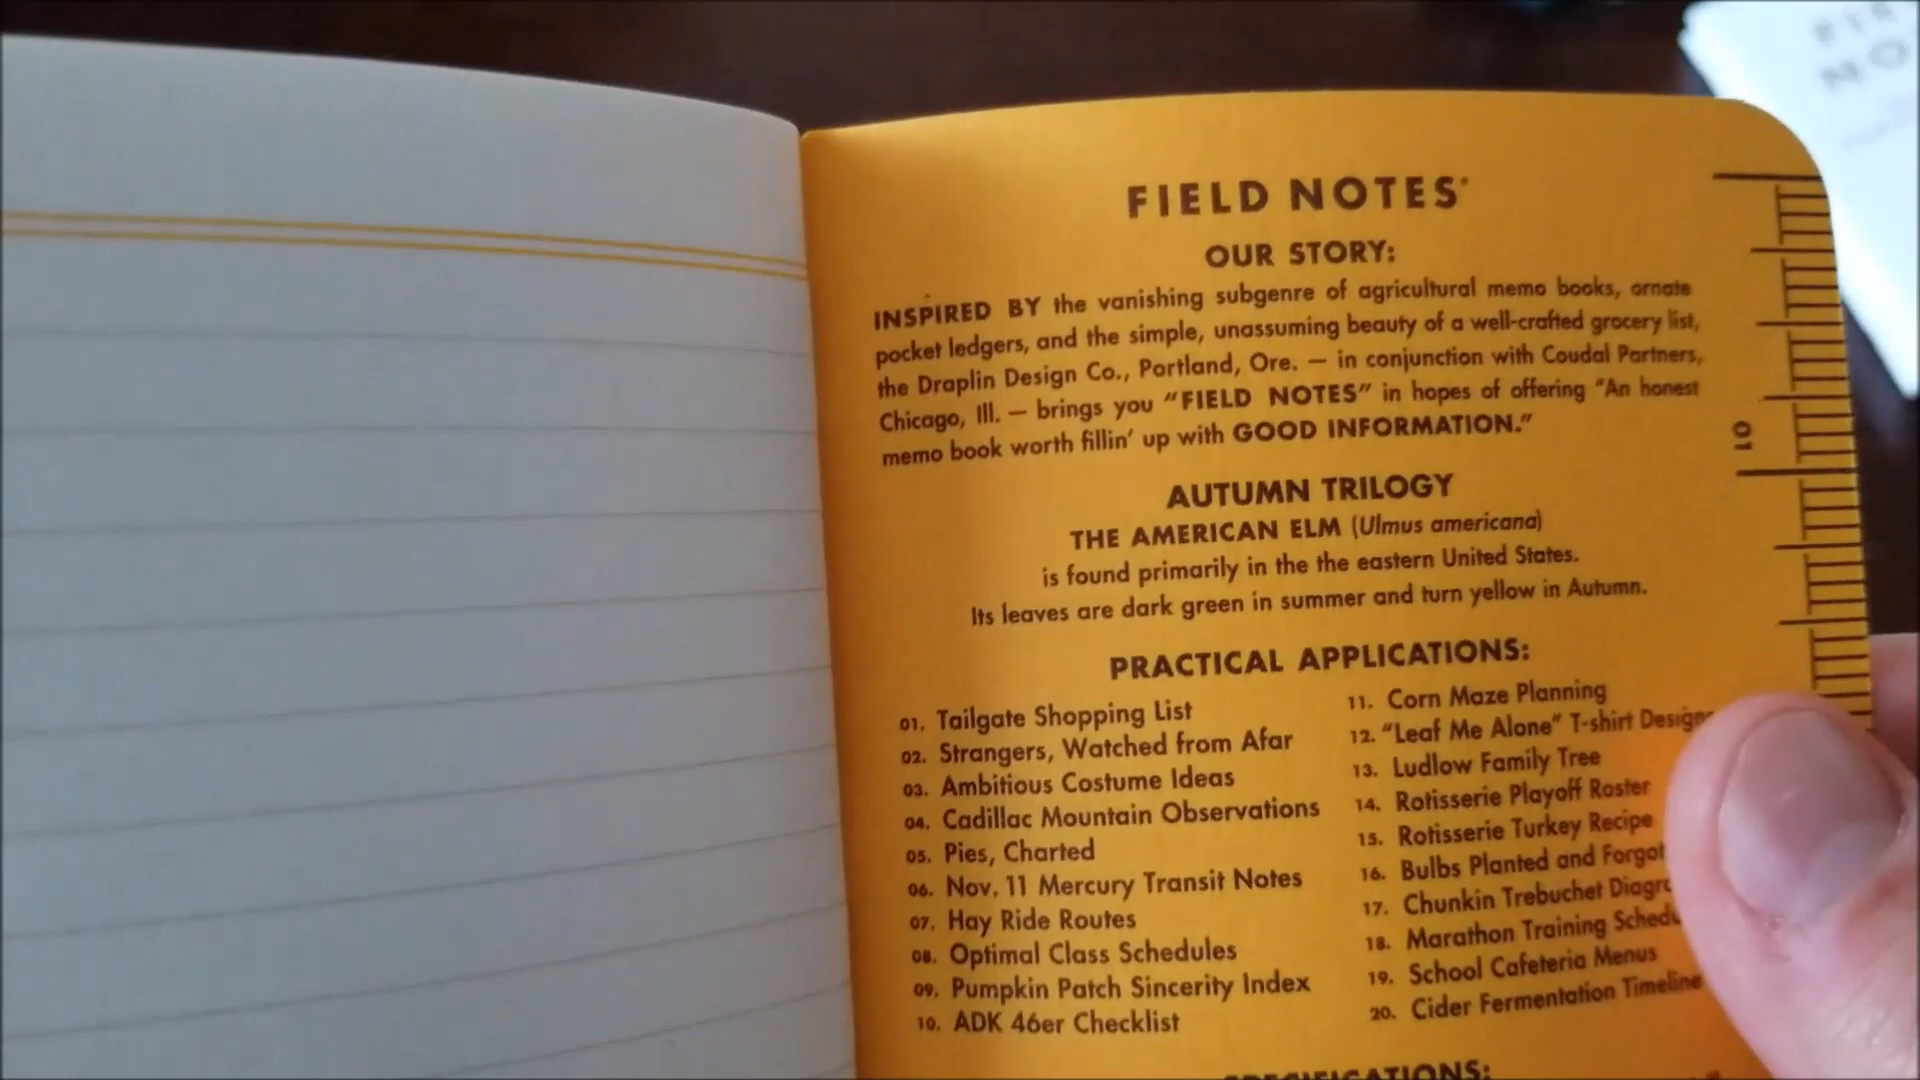 FIELD NOTES
OUR STORY:
INSPIRED BY the vanishing subgenre of agricultural memo books, ornate
pocket ledgers, and the simple, unassuming beauty of a well-crafted grocery list,
the Draplin Design Co., Portland, Ore. — in conjunction with Coudal Partners,
Chicago, Ill. — brings you “FIELD NOTES” in hopes of offering “An honest
memo book worth fillin’ up with GOOD INFORMATION.”
AUTUMN TRILOGY
THE AMERICAN ELM (Ulmus americana)
is found primarily in the the eastern United States.
Its leaves are dark green in summer and turn yellow in Autumn.
PRACTICAL APPLICATIONS:
01. Tailgate Shopping List
02. Strangers, Watched from Afar
03. Ambitious Costume Ideas
04. Cadillac Mountain Observations
05. Pies, Charted
06. Nov. 11 Mercury Transit Notes
07. Hay Ride Routes
08. Optimal Class Schedules
09. Pumpkin Patch Sincerity Index
10. ADK 46er Checklist
11. Corn Maze Planning
12. “Leaf Me Alone” T-shirt Designs
13. Ludlow Family Tree
14. Rotisserie Playoff Roster
15. Rotisserie Turkey Recipe
16. Bulbs Planted and
17. Chunkin Trebuchet
18. Marathon Training
19. School Cafeteria Menus
20. Cider Fermentation Timeline
SPECIFICATIONS:
01